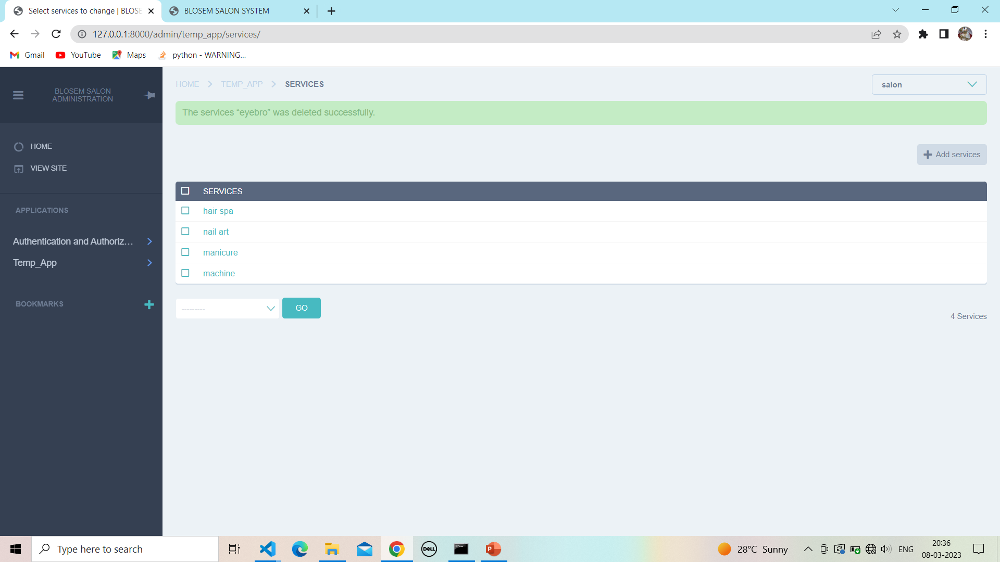 Select services to change | BLOSE
BLOSEM SALON SYSTEM
127.0.0.1:8000/admin/temp_app/services/
Gmail
YouTube
Maps
python - WARNING...
BLOSEM SALON
ADMINISTRATION
HOME
VIEW SITE
APPLICATIONS
Authentication and Authoriz...
Temp_App
BOOKMARKS
HOME > TEMP_APP > SERVICES
salon
The services “eyebro” was deleted successfully.
Add services
SERVICES
hair spa
nail art
manicure
machine
---------
GO
4 Services
Type here to search
DELL
28°C Sunny
ENG
20:36
08-03-2023